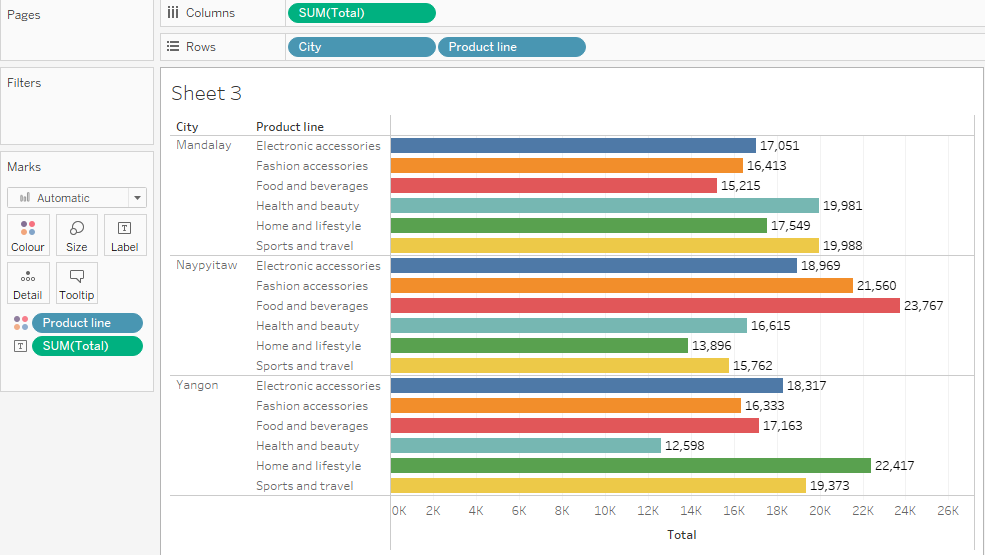 Pages
Columns SUM(Total)
Rows City Product line
Filters
Marks
Automatic
Colour Size Label
Detail Tooltip
Product line
SUM(Total)
Sheet 3
City Product line
Mandalay Electronic accessories 17,051
Fashion accessories 16,413
Food and beverages 15,215
Health and beauty 19,981
Home and lifestyle 17,549
Sports and travel 19,988
Naypyitaw Electronic accessories 18,969
Fashion accessories 21,560
Food and beverages 23,767
Health and beauty 16,615
Home and lifestyle 13,896
Sports and travel 15,762
Yangon Electronic accessories 18,317
Fashion accessories 16,333
Food and beverages 17,163
Health and beauty 12,598
Home and lifestyle 22,417
Sports and travel 19,373
0K 2K 4K 6K 8K 10K 12K 14K 16K 18K 20K 22K 24K 26K
Total